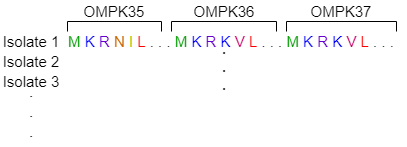 OMPK35 OMPK36 OMPK37
Isolate 1 M K R N I L . . . M K R K V L . . . M K R K V L . . .
Isolate 2
Isolate 3